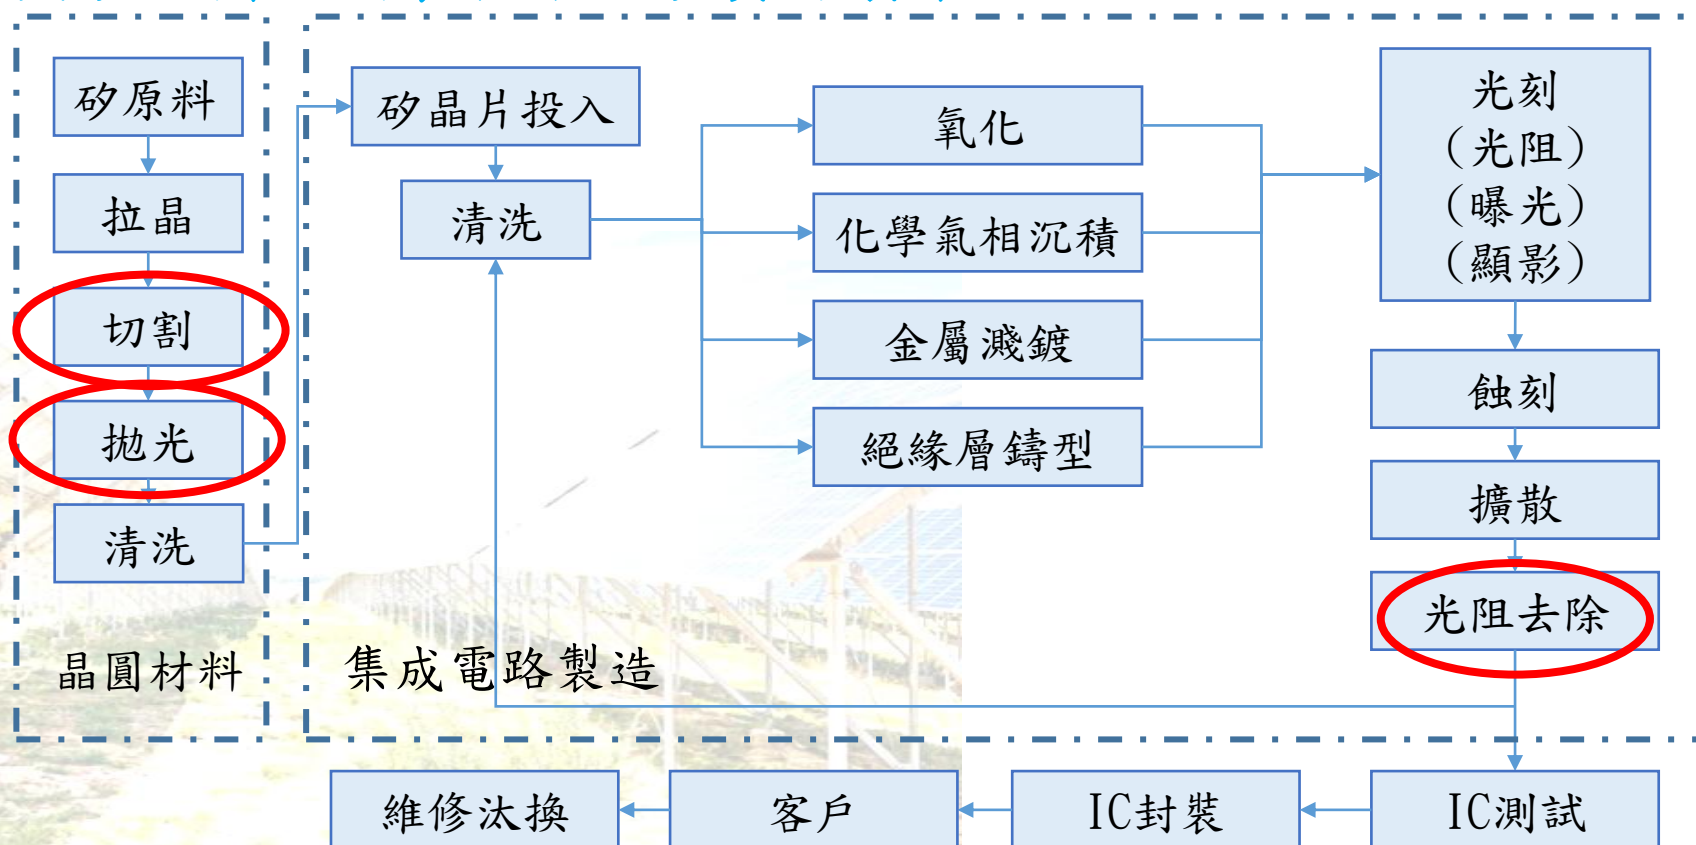 矽原料
拉晶
切割
拋光
清洗
晶圓材料
矽晶片投入
清洗
氧化
化學氣相沉積
金屬濺鍍
絕緣層鑄型
光刻
(光阻)
(曝光)
(顯影)
蝕刻
擴散
光阻去除
集成電路製造
IC測試
IC封裝
客戶
維修汰換